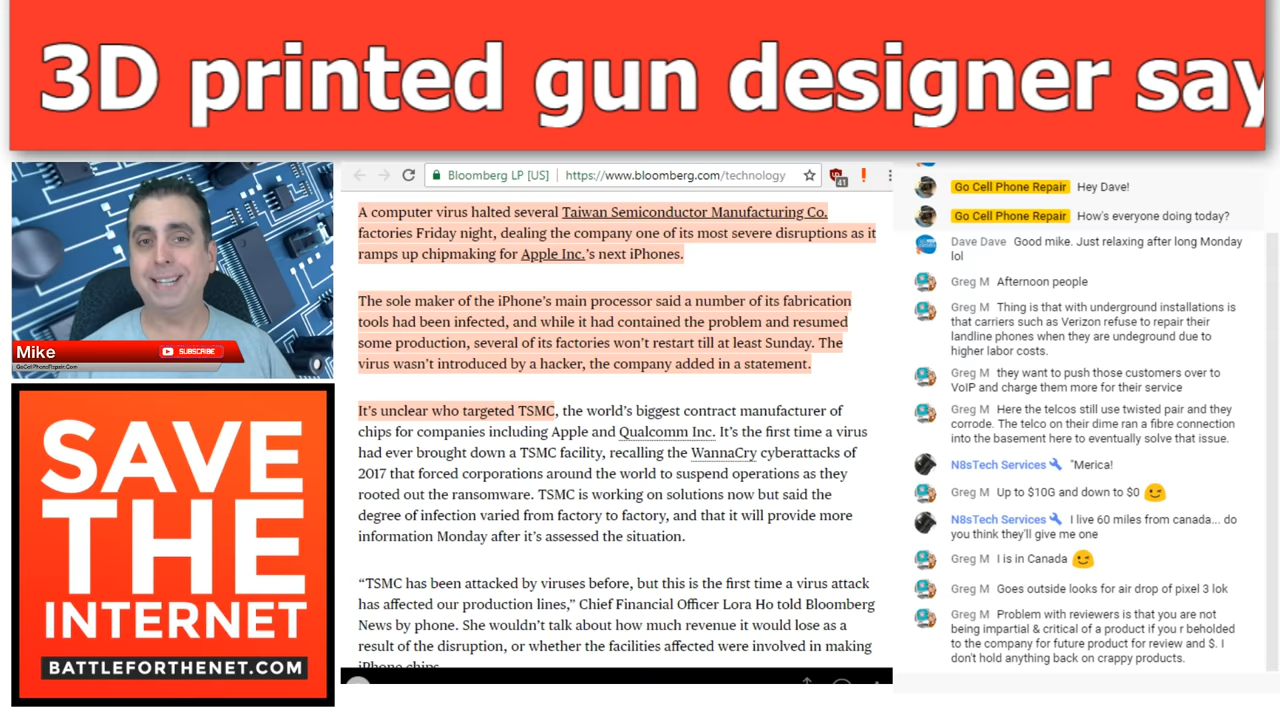 3D printed gun designer say
Mike
SUBSCRIBE
GoCellPhoneRepair.Com
SAVE
THE
INTERNET
BATTLEFORTHENET.COM
Bloomberg LP [US] https://www.bloomberg.com/technology
41
A computer virus halted several Taiwan Semiconductor Manufacturing Co.
factories Friday night, dealing the company one of its most severe disruptions as it
ramps up chipmaking for Apple Inc.'s next iPhones.
The sole maker of the iPhone's main processor said a number of its fabrication
tools had been infected, and while it had contained the problem and resumed
some production, several of its factories won't restart till at least Sunday. The
virus wasn't introduced by a hacker, the company added in a statement.
It's unclear who targeted TSMC, the world's biggest contract manufacturer of
chips for companies including Apple and Qualcomm Inc. It's the first time a virus
had ever brought down a TSMC facility, recalling the WannaCry cyberattacks of
2017 that forced corporations around the world to suspend operations as they
rooted out the ransomware. TSMC is working on solutions now but said the
degree of infection varied from factory to factory, and that it will provide more
information Monday after it's assessed the situation.
“TSMC has been attacked by viruses before, but this is the first time a virus attack
has affected our production lines,” Chief Financial Officer Lora Ho told Bloomberg
News by phone. She wouldn't talk about how much revenue it would lose as a
result of the disruption, or whether the facilities affected were involved in making
iPhone chips.
Go Cell Phone Repair Hey Dave!
Go Cell Phone Repair How's everyone doing today?
Dave Dave Good mike. Just relaxing after long Monday
lol
Greg M Afternoon people
Greg M Thing is that with underground installations is
that carriers such as Verizon refuse to repair their
landline phones when they are undeground due to
higher labor costs.
Greg M they want to push those customers over to
VoIP and charge them more for their service
Greg M Here the telcos still use twisted pair and they
corrode. The telco on their dime ran a fibre connection
into the basement here to eventually solve that issue.
N8sTech Services "Merica!
Greg M Up to $10G and down to $0 😉
N8sTech Services I live 60 miles from canada... do
you think they'll give me one
Greg M I is in Canada 😉
Greg M Goes outside looks for air drop of pixel 3 lok
Greg M Problem with reviewers is that you are not
being impartial & critical of a product if you r beholded
to the company for future product for review and $. I
don't hold anything back on crappy products.